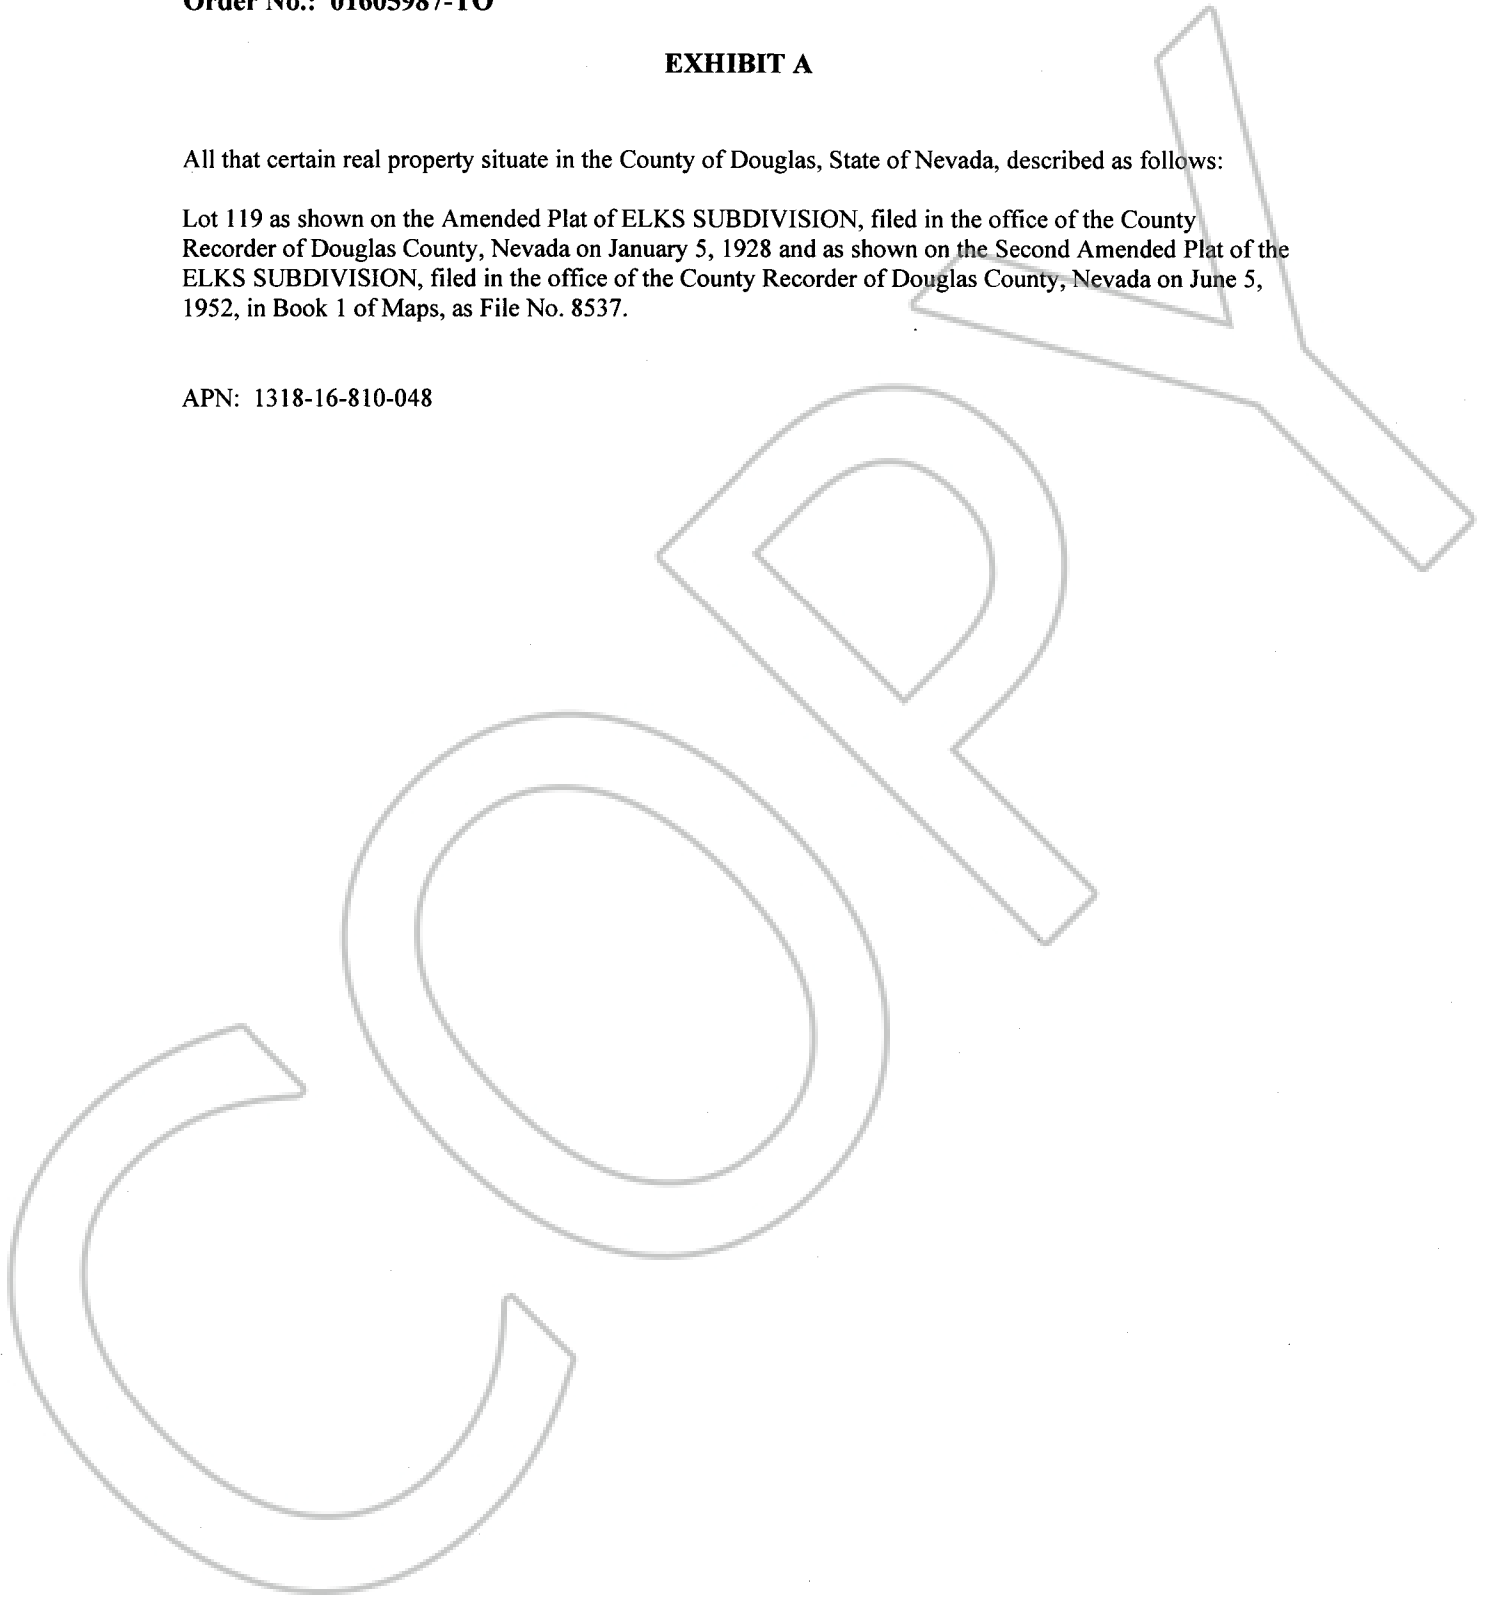 Order No.: 01605987-TO
EXHIBIT A
All that certain real property situate in the County of Douglas, State of Nevada, described as follows:
Lot 119 as shown on the Amended Plat of ELKS SUBDIVISION, filed in the office of the County
Recorder of Douglas County, Nevada on January 5, 1928 and as shown on the Second Amended Plat of the
ELKS SUBDIVISION, filed in the office of the County Recorder of Douglas County, Nevada on June 5,
1952, in Book 1 of Maps, as File No. 8537.
APN: 1318-16-810-048
COPY